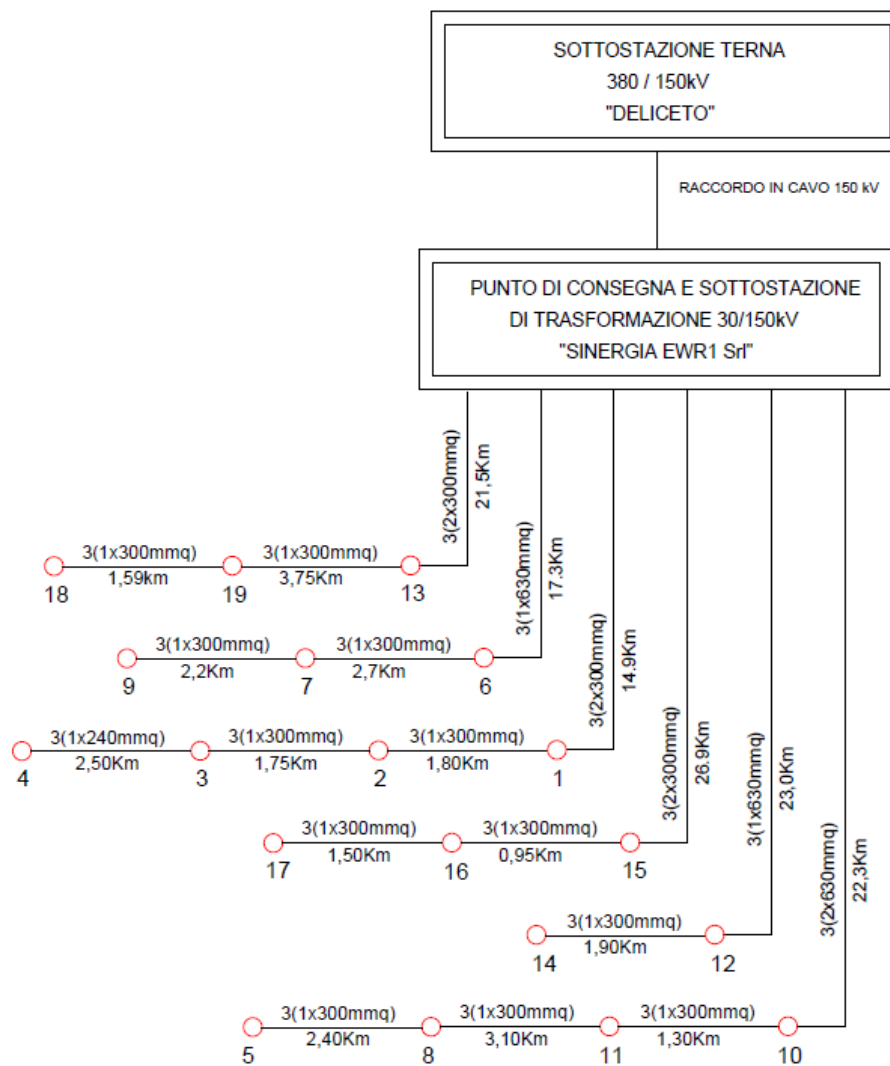 SOTTOSTAZIONE TERNA
380 / 150kV
"DELICETO"
RACCORDO IN CAVO 150 kV
PUNTO DI CONSEGNA E SOTTOSTAZIONE
DI TRASFORMAZIONE 30/150kV
"SINERGIA EWR1 Srl"
3(2x300mmq)
21,5Km
3(1x630mmq)
17.3Km
3(2x300mmq)
14.9Km
3(2x300mmq)
26.9Km
3(1x630mmq)
23,0Km
3(2x630mmq)
22,3Km
3(1x300mmq) 3(1x300mmq)
1,59km 3,75Km
18 19 13
3(1x300mmq) 3(1x300mmq)
2,2Km 2,7Km
9 7 6
3(1x240mmq) 3(1x300mmq) 3(1x300mmq)
2,50Km 1,75Km 1,80Km
4 3 2 1
3(1x300mmq) 3(1x300mmq)
1,50Km 0,95Km
17 16 15
3(1x300mmq)
1,90Km
14 12
3(1x300mmq) 3(1x300mmq) 3(1x300mmq)
2,40Km 3,10Km 1,30Km
5 8 11 10